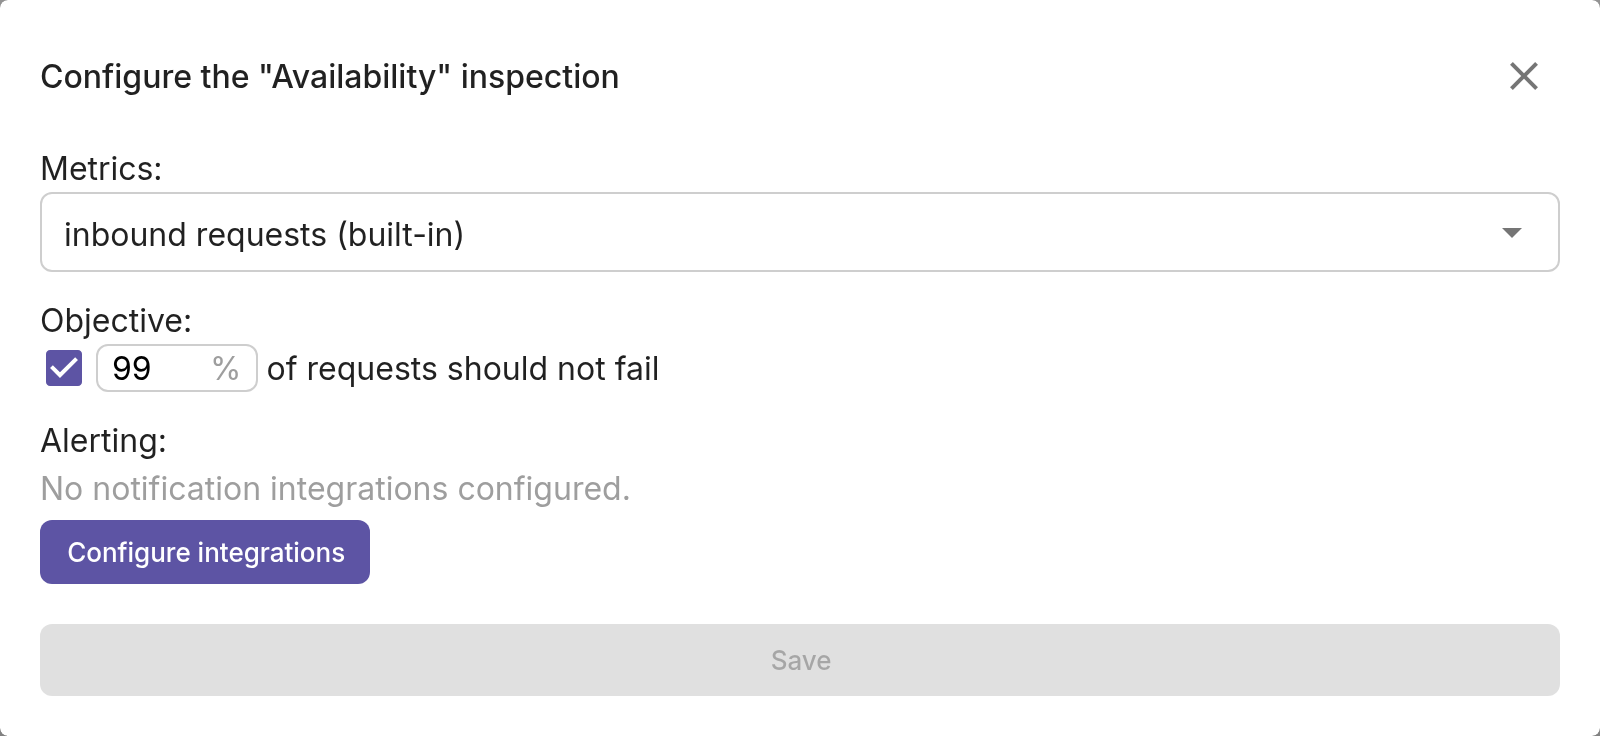 Configure the "Availability" inspection
Metrics:
inbound requests (built-in)
Objective:
99 % of requests should not fail
Alerting:
No notification integrations configured.
Configure integrations
Save